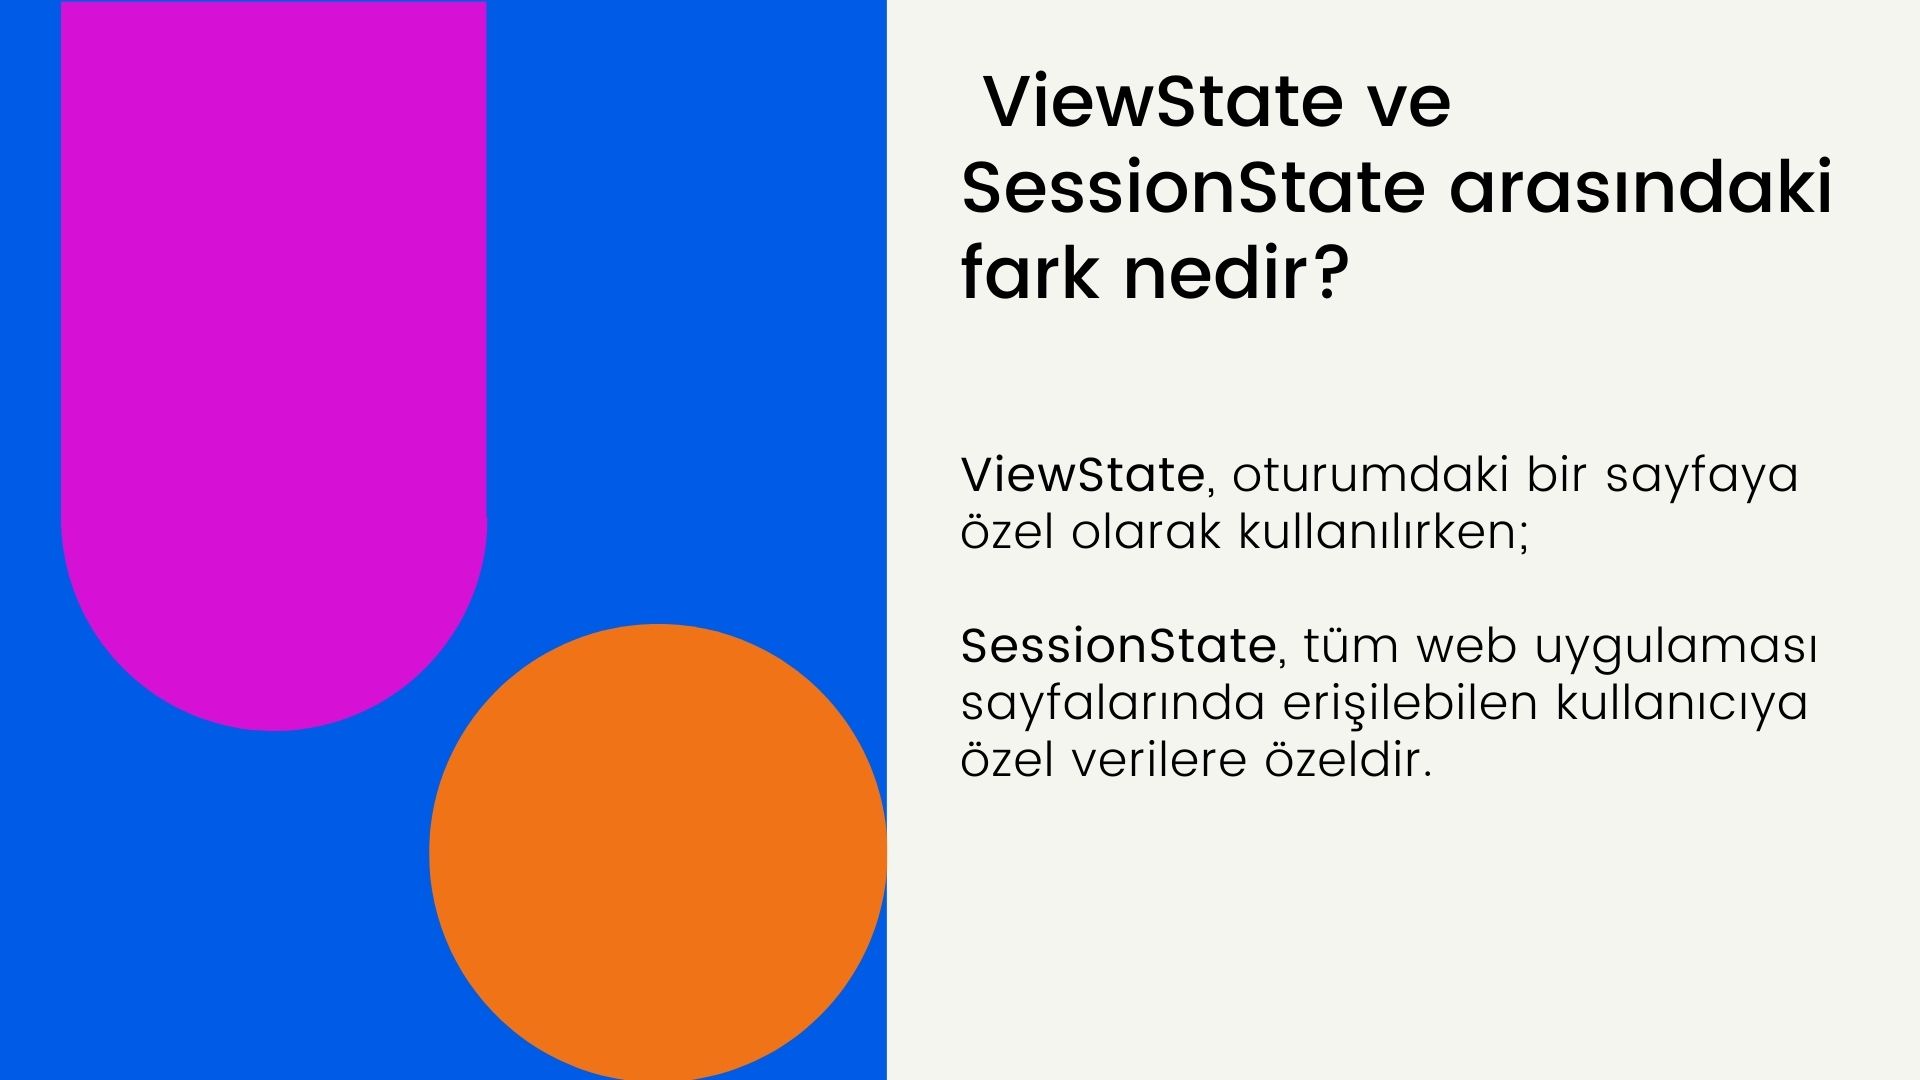 ViewState ve
SessionState arasındaki
fark nedir?
ViewState, oturumdaki bir sayfaya
özel olarak kullanılırken;
SessionState, tüm web uygulaması
sayfalarında erişilebilen kullanıcıya
özel verilere özeldir.